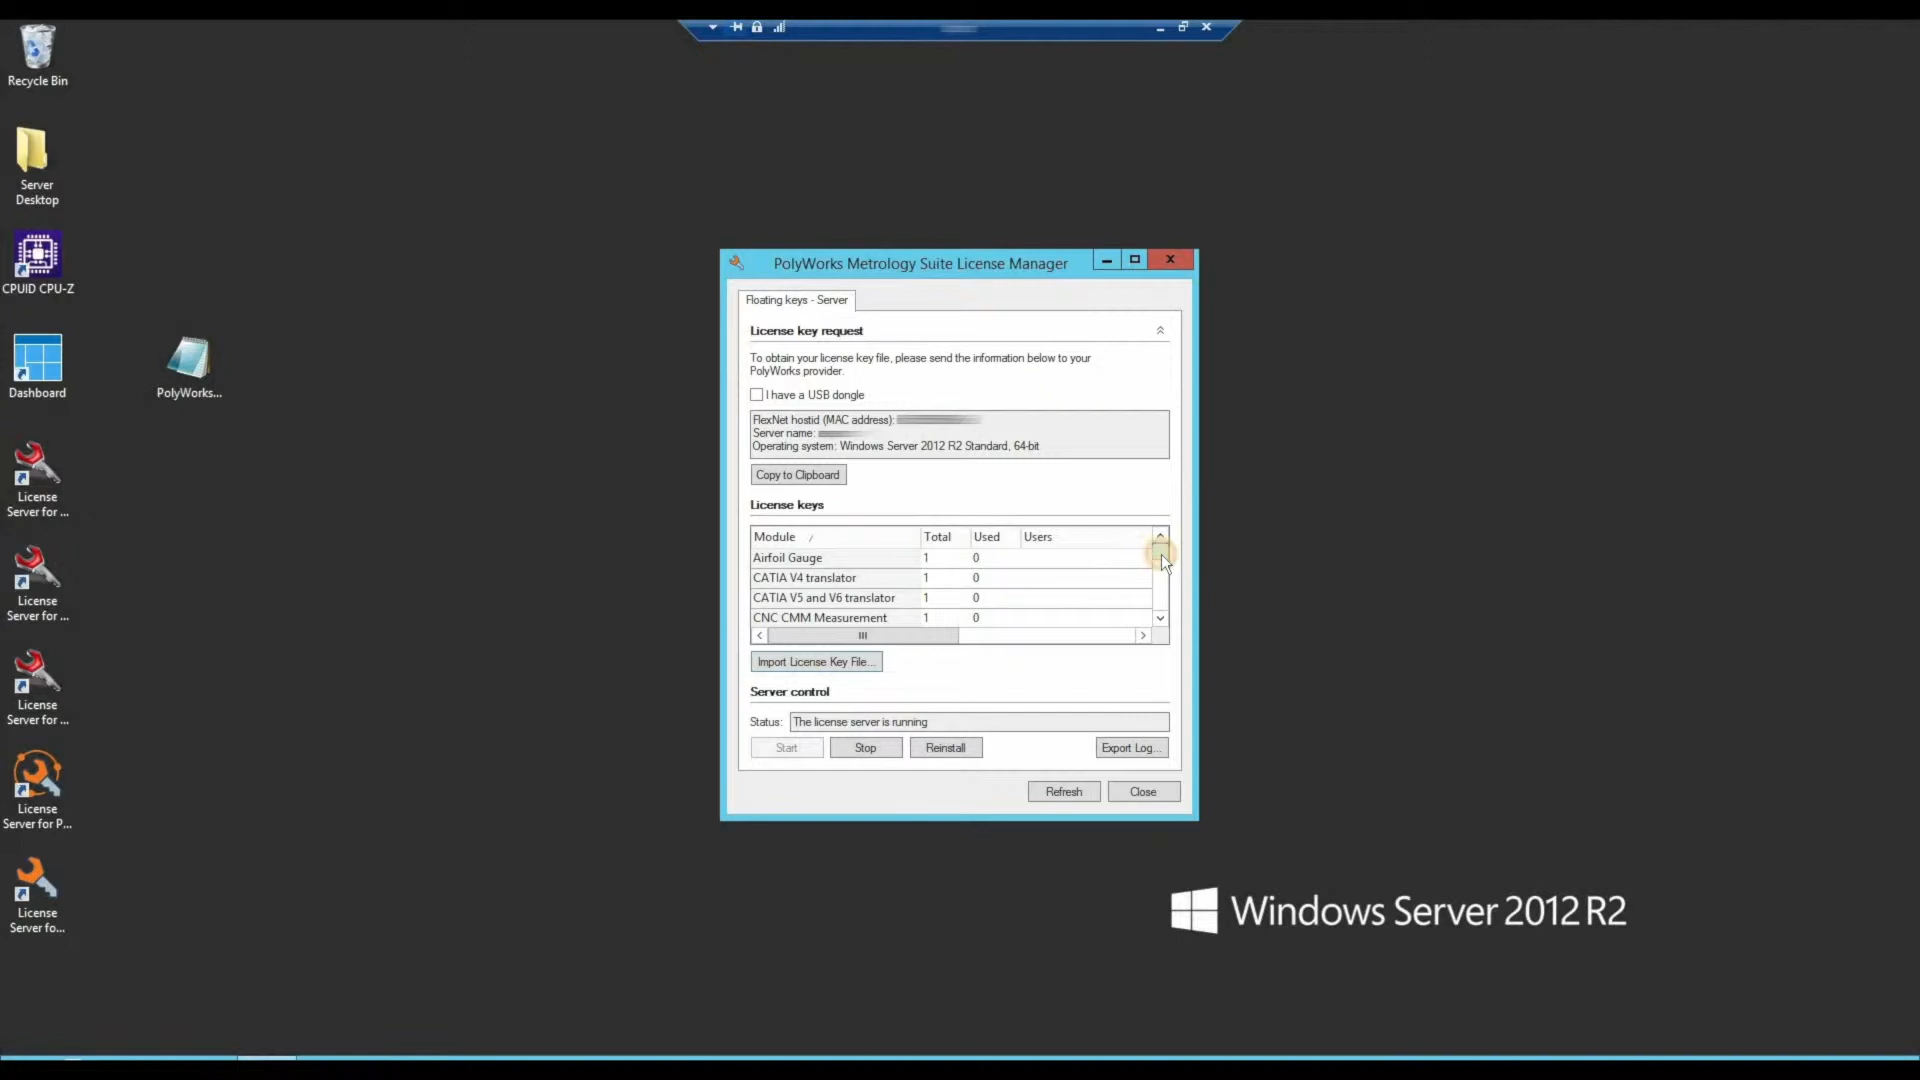 Recycle Bin
Server
Desktop
CPUID CPU-Z
Dashboard
PolyWorks...
License
Server for ...
License
Server for ...
License
Server for ...
License
Server for P...
License
Server fo...
PolyWorks Metrology Suite License Manager
Floating keys - Server
License key request
To obtain your license key file, please send the information below to your
PolyWorks provider.
I have a USB dongle
FlexNet hostid (MAC address):
Server name:
Operating system: Windows Server 2012 R2 Standard, 64-bit
Copy to Clipboard
License keys
Module Total Used Users
Airfoil Gauge 1 0
CATIA V4 translator 1 0
CATIA V5 and V6 translator 1 0
CNC CMM Measurement 1 0
Import License Key File...
Server control
Status: The license server is running
Start Stop Reinstall Export Log...
Refresh Close
Windows Server 2012 R2